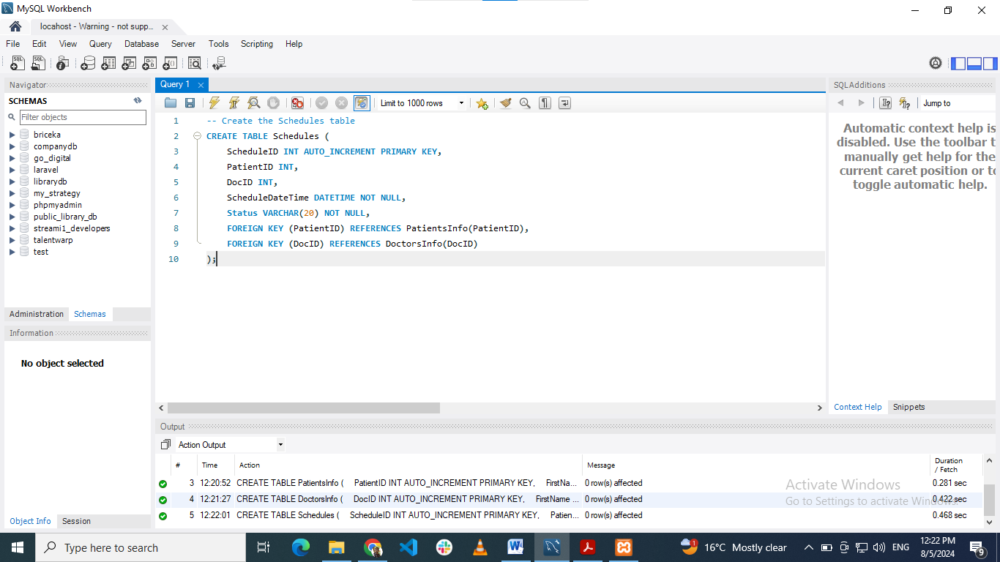 MySQL Workbench
locahost - Warning - not supp...
File Edit View Query Database Server Tools Scripting Help
Navigator
SCHEMAS
Filter objects
briceka
companydb
go_digital
laravel
librarydb
my_strategy
phpmyadmin
public_library_db
streami1_developers
talentwarp
test
Administration Schemas
Information
No object selected
Object Info Session
Query 1
Limit to 1000 rows
1 -- Create the Schedules table
2 CREATE TABLE Schedules (
3 ScheduleID INT AUTO_INCREMENT PRIMARY KEY,
4 PatientID INT,
5 DocID INT,
6 ScheduleDateTime DATETIME NOT NULL,
7 Status VARCHAR(20) NOT NULL,
8 FOREIGN KEY (PatientID) REFERENCES PatientsInfo(PatientID),
9 FOREIGN KEY (DocID) REFERENCES DoctorsInfo(DocID)
10 );
SQLAdditions
Jump to
Automatic context help is
disabled. Use the toolbar t
manually get help for the
current caret position or to
toggle automatic help.
Context Help Snippets
Output
Action Output
# Time Action Message Duration / Fetch
3 12:20:52 CREATE TABLE PatientsInfo ( PatientID INT AUTO_INCREMENT PRIMARY KEY, FirstNa... 0 row(s) affected 0.281 sec
4 12:21:27 CREATE TABLE DoctorsInfo ( DocID INT AUTO_INCREMENT PRIMARY KEY, FirstName ... 0 row(s) affected 0.422 sec
5 12:22:01 CREATE TABLE Schedules ( ScheduleID INT AUTO_INCREMENT PRIMARY KEY, Patien... 0 row(s) affected 0.468 sec
Activate Windows
Go to Settings to activate Windows.
Type here to search
16°C Mostly clear
ENG
12:22 PM
8/5/2024